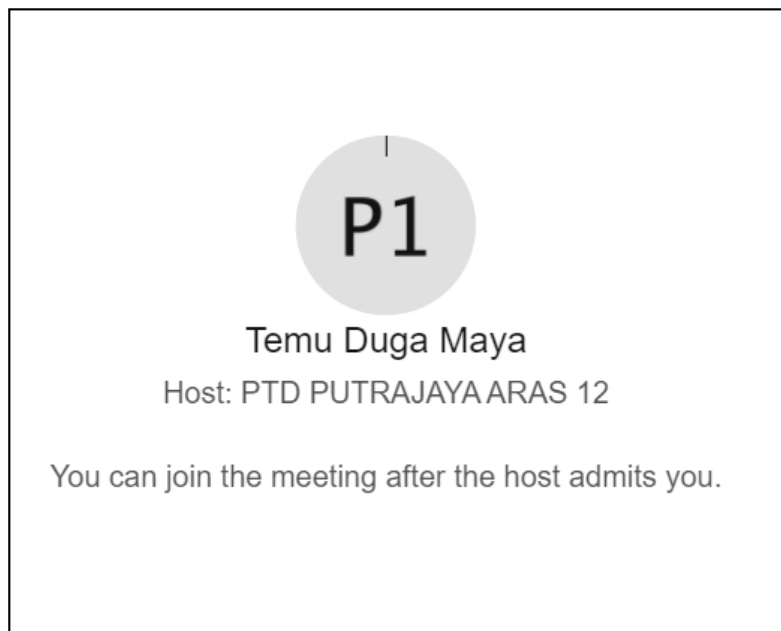 P1
Temu Duga Maya
Host: PTD PUTRAJAYA ARAS 12
You can join the meeting after the host admits you.